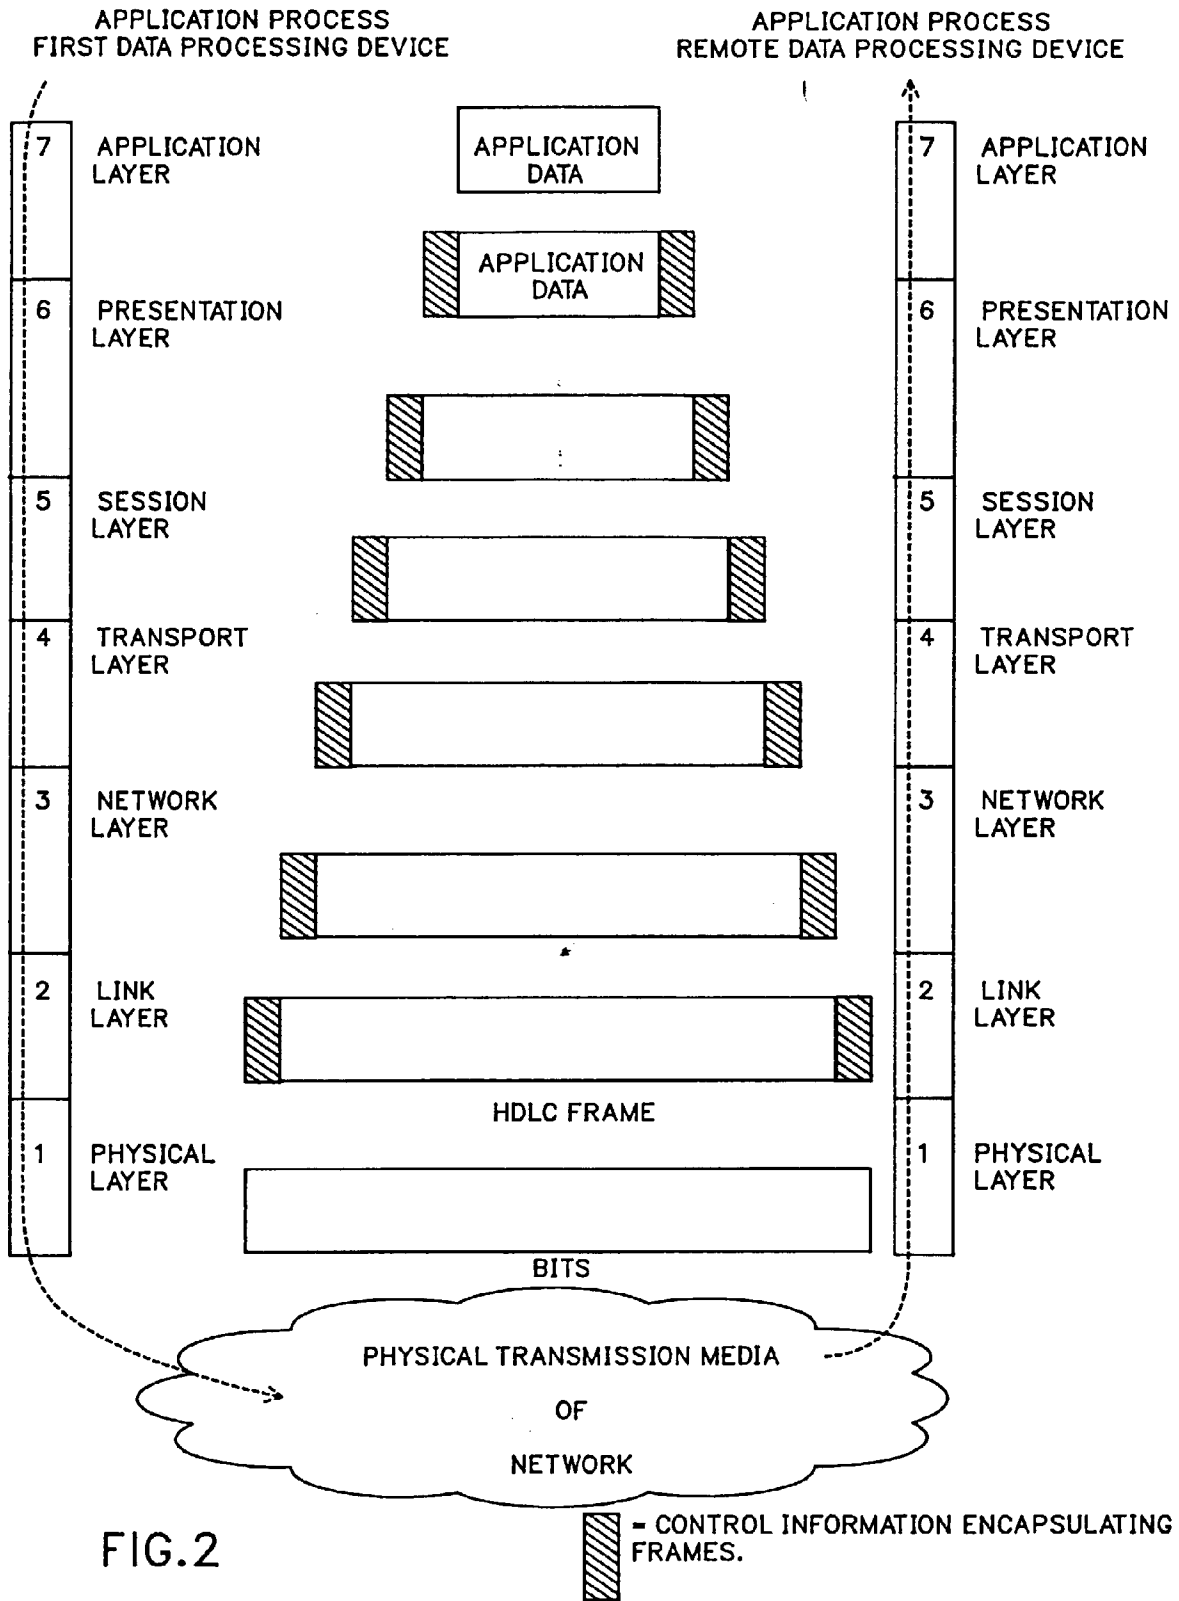 APPLICATION PROCESS
FIRST DATA PROCESSING DEVICE
APPLICATION PROCESS
REMOTE DATA PROCESSING DEVICE
7 APPLICATION
LAYER
APPLICATION
DATA
7 APPLICATION
LAYER
APPLICATION
DATA
6 PRESENTATION
LAYER
6 PRESENTATION
LAYER
5 SESSION
LAYER
5 SESSION
LAYER
4 TRANSPORT
LAYER
4 TRANSPORT
LAYER
3 NETWORK
LAYER
3 NETWORK
LAYER
2 LINK
LAYER
2 LINK
LAYER
HDLC FRAME
1 PHYSICAL
LAYER
1 PHYSICAL
LAYER
BITS
PHYSICAL TRANSMISSION MEDIA
OF
NETWORK
= CONTROL INFORMATION ENCAPSULATING
FRAMES.
FIG.2